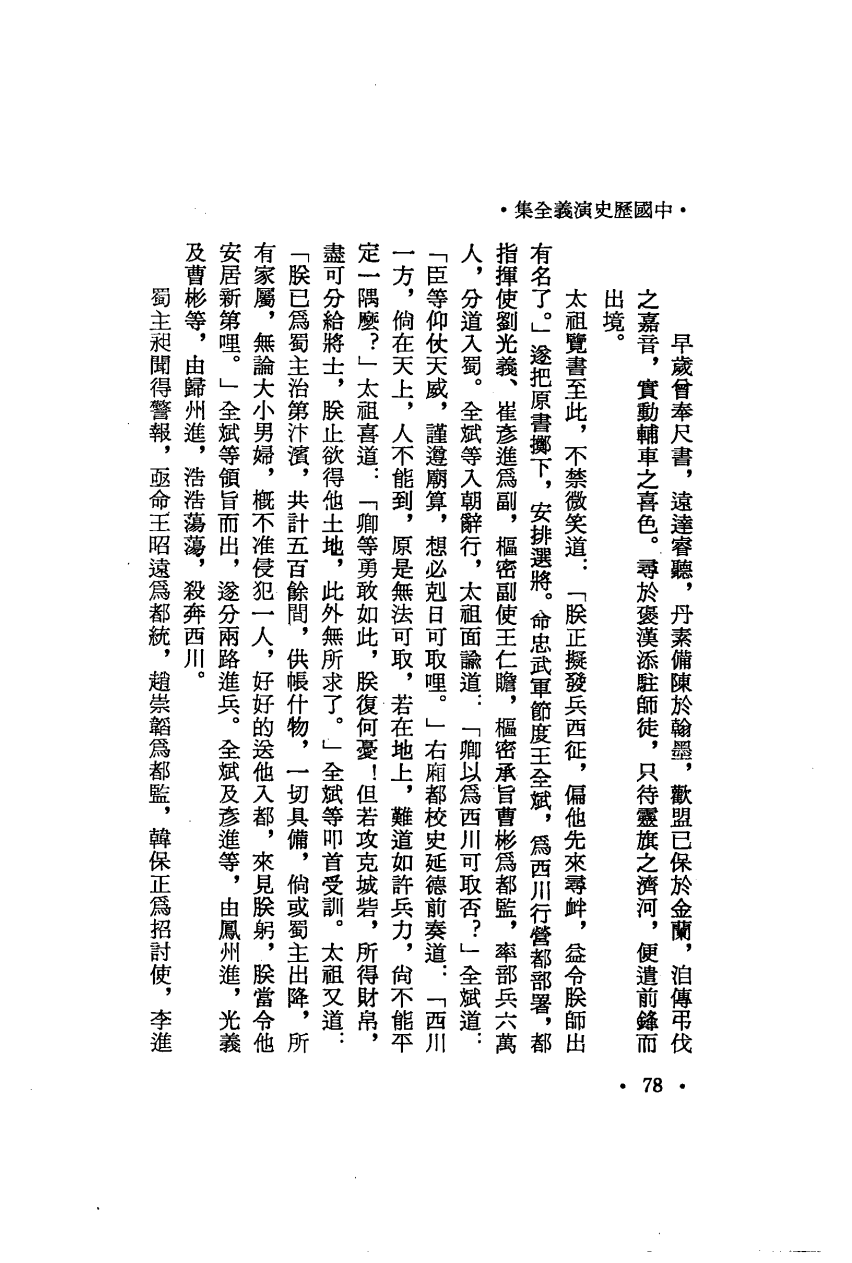 •中國歷史演義全集•
早歲曾奉尺書，遠達睿聽，丹素備陳於翰墨，歡盟已保於金蘭，洎傳弔伐
之嘉音，實動輔車之喜色。尋於褒漢添駐師徒，只待靈旗之濟河，便遣前鋒而
出境。
太祖覽書至此，不禁微笑道：「朕正擬發兵西征，偏他先來尋衅，益令朕師出
有名了。」遂把原書擲下，安排選將。命忠武軍節度王全斌，爲西川行營都部署，都
指揮使劉光義、崔彥進爲副，樞密副使王仁贍，樞密承旨曹彬爲都監，率部兵六萬
人，分道入蜀。全斌等入朝辭行，太祖面諭道：「卿以爲西川可取否？」全斌道：
「臣等仰仗天威，謹遵廟算，想必剋日可取哩。」右廂都校史延德前奏道：「西川
一方，倘在天上，人不能到，原是無法可取，若在地上，難道如許兵力，尙不能平
定一隅麼？」太祖喜道：「卿等勇敢如此，朕復何憂！但若攻克城砦，所得財帛，
盡可分給將士，朕止欲得他土地，此外無所求了。」全斌等叩首受訓。太祖又道：
「朕已爲蜀主治第汴濱，共計五百餘間，供帳什物，一切具備，倘或蜀主出降，所
有家屬，無論大小男婦，概不准侵犯一人，好好的送他入都，來見朕躬，朕當令他
安居新第哩。」全斌等領旨而出，遂分兩路進兵。全斌及彥進等，由鳳州進，光義
及曹彬等，由歸州進，浩浩蕩蕩，殺奔西川。
蜀主昶聞得警報，亟命王昭遠爲都統，趙崇韜爲都監，韓保正爲招討使，李進
• 78 •